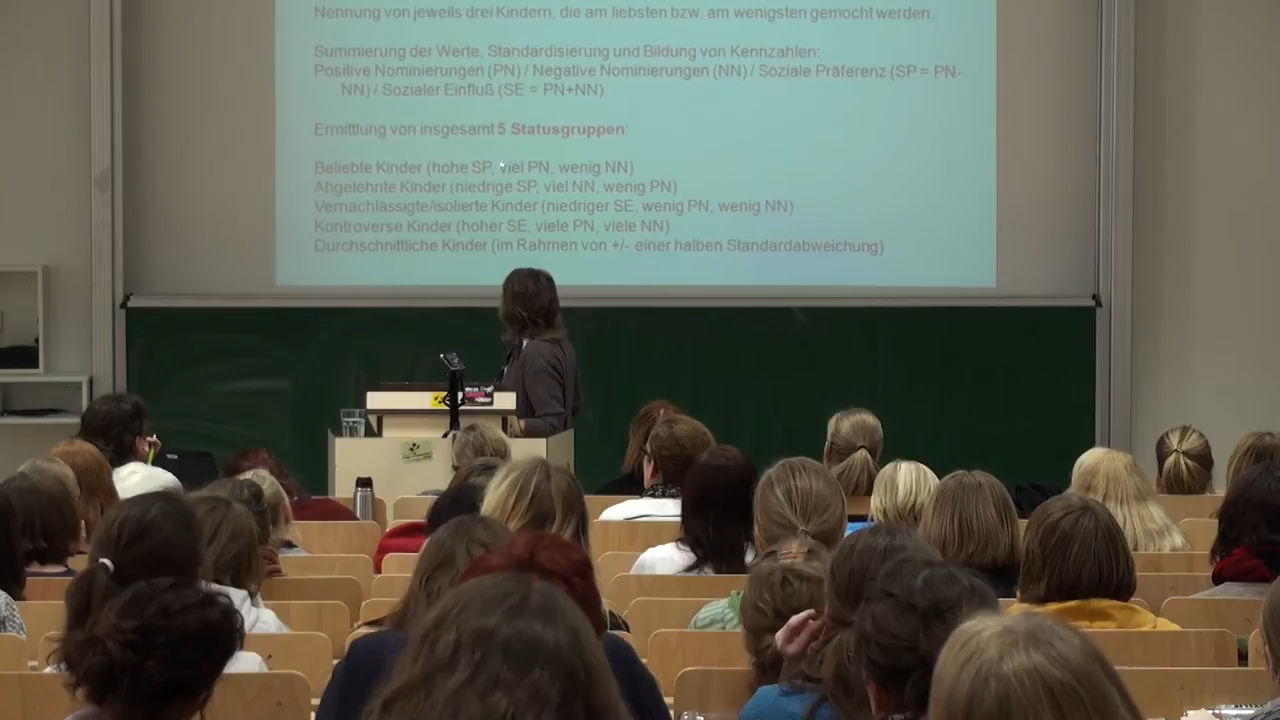 Nennung von jeweils drei Kindern, die am liebsten bzw. am wenigsten gemocht werden.
Summierung der Werte, Standardisierung und Bildung von Kennzahlen:
Positive Nominierungen (PN) / Negative Nominierungen (NN) / Soziale Präferenz (SP = PN-
NN) / Sozialer Einfluß (SE = PN+NN)
Ermittlung von insgesamt 5 Statusgruppen:
Beliebte Kinder (hohe SP, viel PN, wenig NN)
Abgelehnte Kinder (niedrige SP, viel NN, wenig PN)
Vernachlässigte/isolierte Kinder (niedriger SE, wenig PN, wenig NN)
Kontroverse Kinder (hoher SE, viele PN, viele NN)
Durchschnittliche Kinder (im Rahmen von +/- einer halben Standardabweichung)